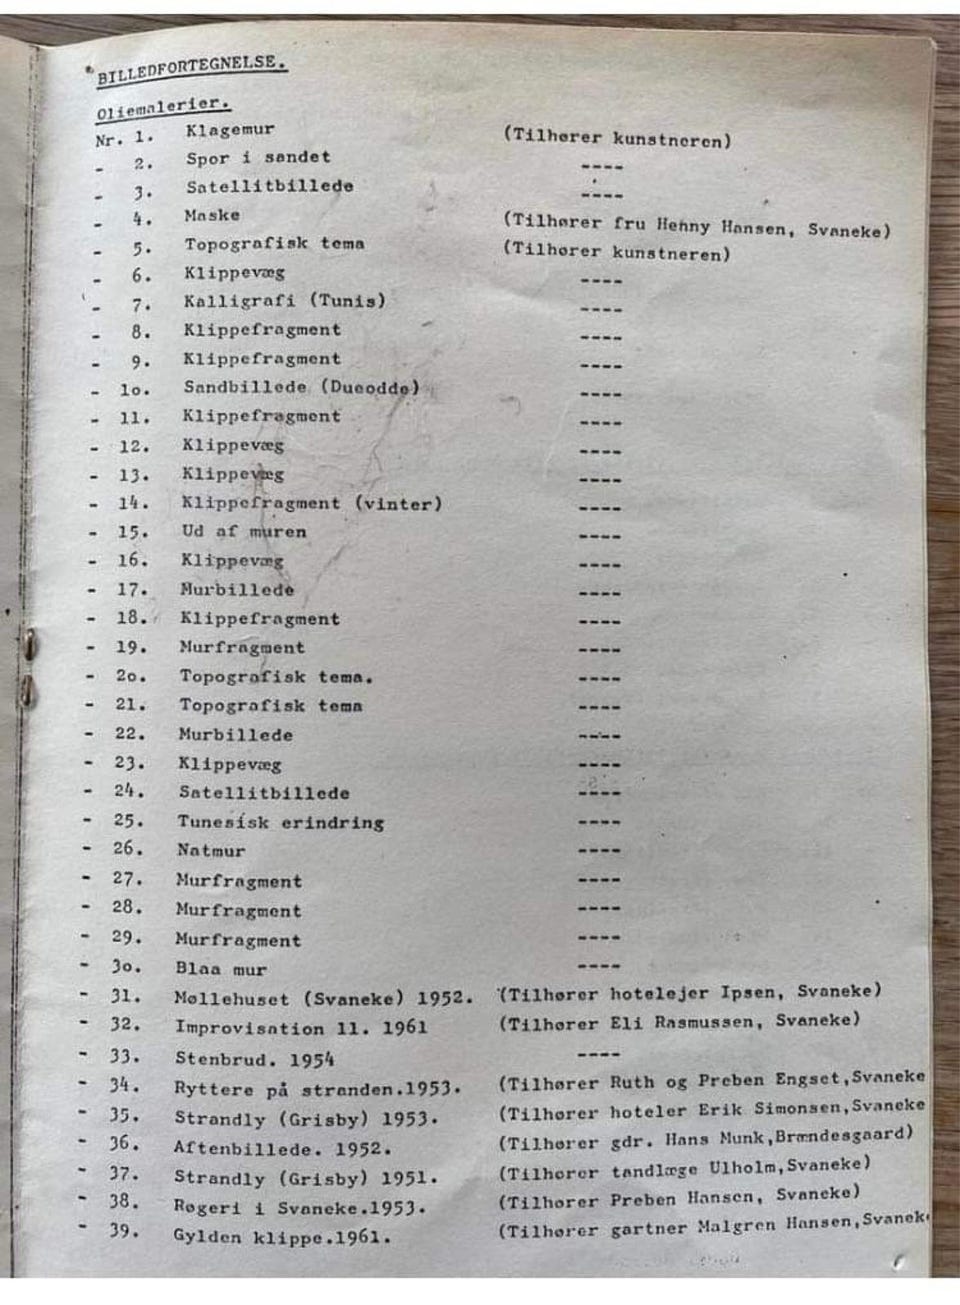 BILLEDFORTEGNELSE.
Oliemalerier.
Nr. 1. Klagemur (Tilhører kunstneren)
- 2. Spor i sandet ----
- 3. Satellitbillede ----
- 4. Maske (Tilhører fru Henny Hansen, Svaneke)
- 5. Topografisk tema (Tilhører kunstneren)
- 6. Klippevæg ----
- 7. Kalligrafi (Tunis) ----
- 8. Klippefragment ----
- 9. Klippefragment ----
- 1o. Sandbillede (Dueodde) ----
- 11. Klippefragment ----
- 12. Klippevæg ----
- 13. Klippevæg ----
- 14. Klippefragment (vinter) ----
- 15. Ud af muren ----
- 16. Klippevæg ----
- 17. Murbillede ----
- 18. Klippefragment ----
- 19. Murfragment ----
- 2o. Topografisk tema. ----
- 21. Topografisk tema ----
- 22. Murbillede ----
- 23. Klippevæg ----
- 24. Satellitbillede ----
- 25. Tunesisk erindring ----
- 26. Natmur ----
- 27. Murfragment ----
- 28. Murfragment ----
- 29. Murfragment ----
- 3o. Blaa mur ----
- 31. Møllehuset (Svaneke) 1952. (Tilhører hotelejer Ipsen, Svaneke)
- 32. Improvisation 11. 1961 (Tilhører Eli Rasmussen, Svaneke)
- 33. Stenbrud. 1954 ----
- 34. Ryttere på stranden.1953. (Tilhører Ruth og Preben Engset,Svaneke
- 35. Strandly (Grisby) 1953. (Tilhører hoteler Erik Simonsen,Svaneke
- 36. Aftenbillede. 1952. (Tilhører gdr. Hans Munk,Brændesgaard)
- 37. Strandly (Grisby) 1951. (Tilhører tandlæge Ulholm,Svaneke)
- 38. Røgeri i Svaneke.1953. (Tilhører Preben Hansen, Svaneke)
- 39. Gylden klippe.1961. (Tilhører gartner Malgren Hansen,Svaneke